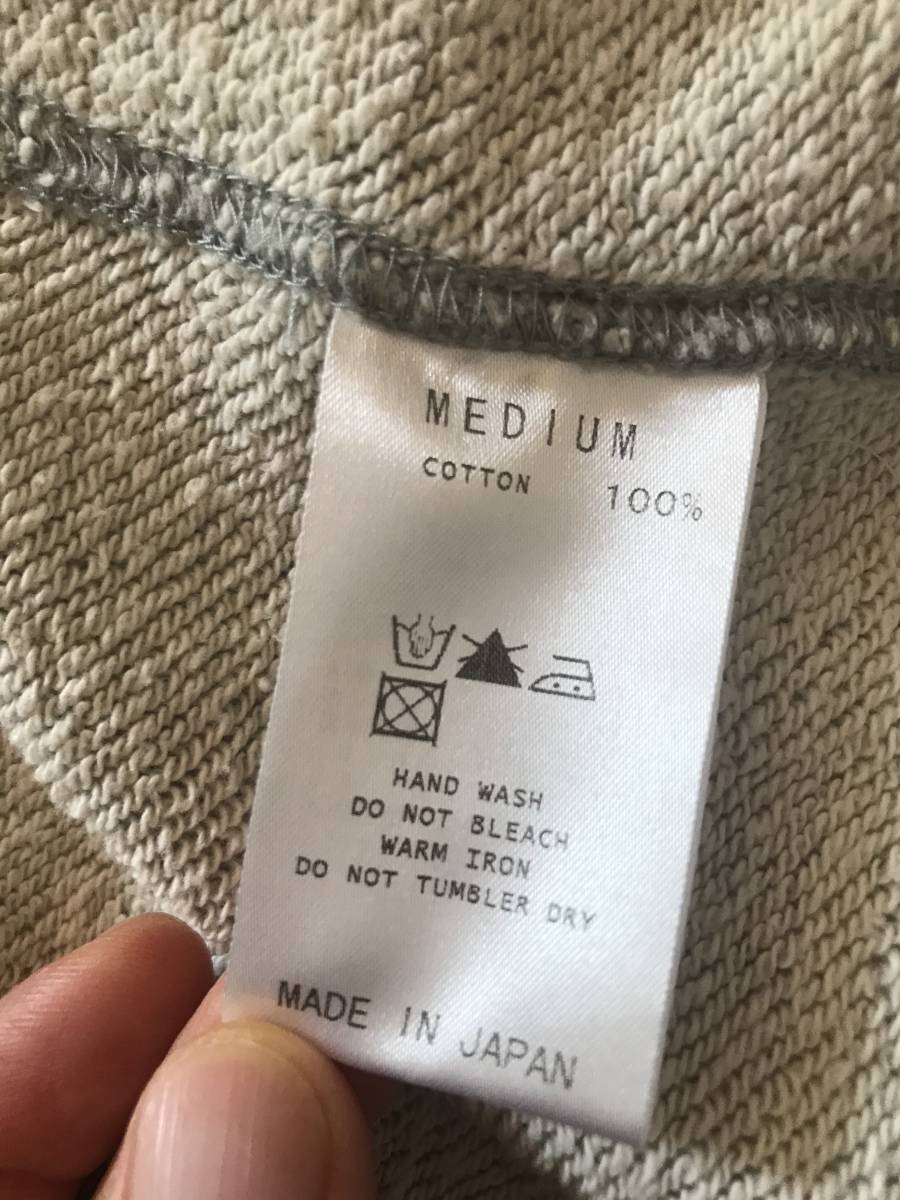 MEDIUM
COTTON 100%
HAND WASH
DO NOT BLEACH
WARM IRON
DO NOT TUMBLER DRY
MADE IN JAPAN